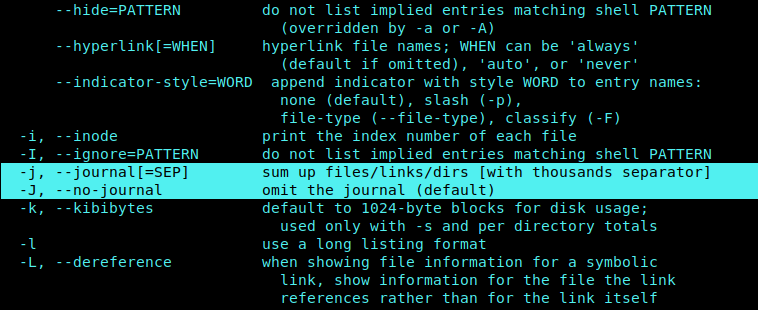 --hide=PATTERN do not list implied entries matching shell PATTERN
(overridden by -a or -A)
--hyperlink[=WHEN] hyperlink file names; WHEN can be 'always'
(default if omitted), 'auto', or 'never'
--indicator-style=WORD append indicator with style WORD to entry names:
none (default), slash (-p),
file-type (--file-type), classify (-F)
-i, --inode print the index number of each file
-I, --ignore=PATTERN do not list implied entries matching shell PATTERN
-j, --journal[=SEP] sum up files/links/dirs [with thousands separator]
-J, --no-journal omit the journal (default)
-k, --kibibytes default to 1024-byte blocks for disk usage;
used only with -s and per directory totals
-l use a long listing format
-L, --dereference when showing file information for a symbolic
link, show information for the file the link
references rather than for the link itself